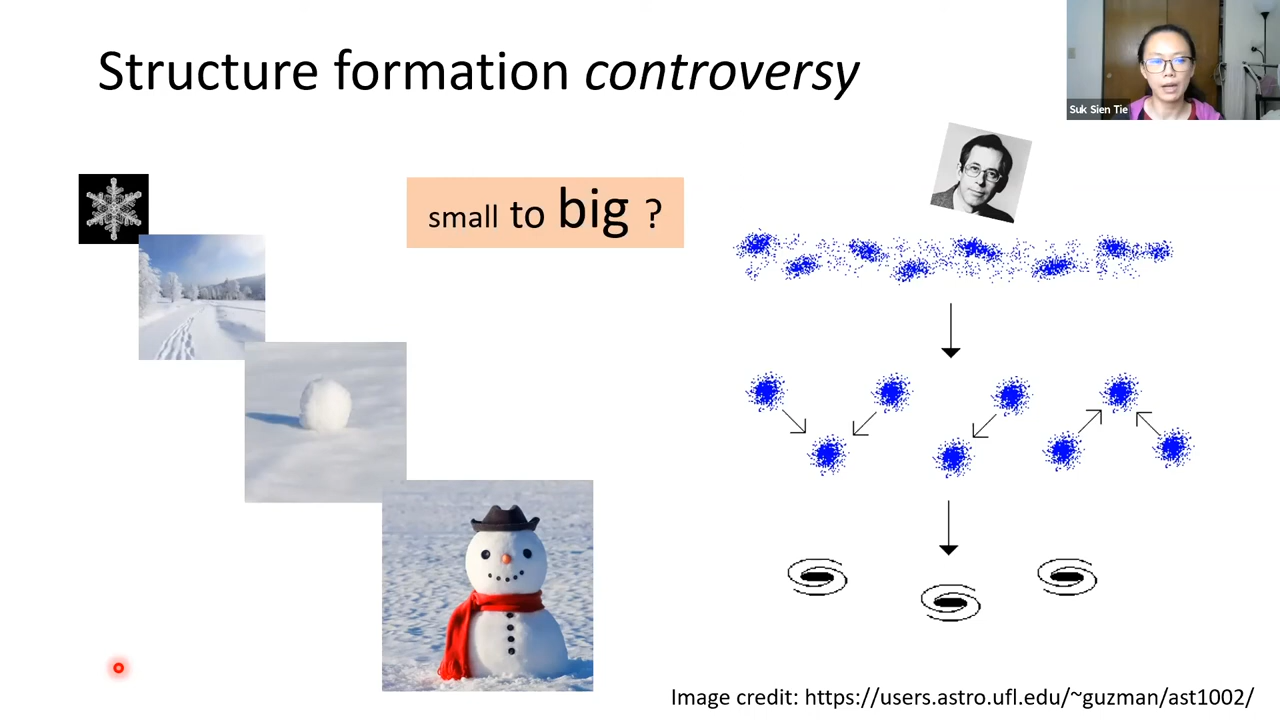 Structure formation controversy
Suk Sien Tie
small to big ?
Image credit: https://users.astro.ufl.edu/~guzman/ast1002/